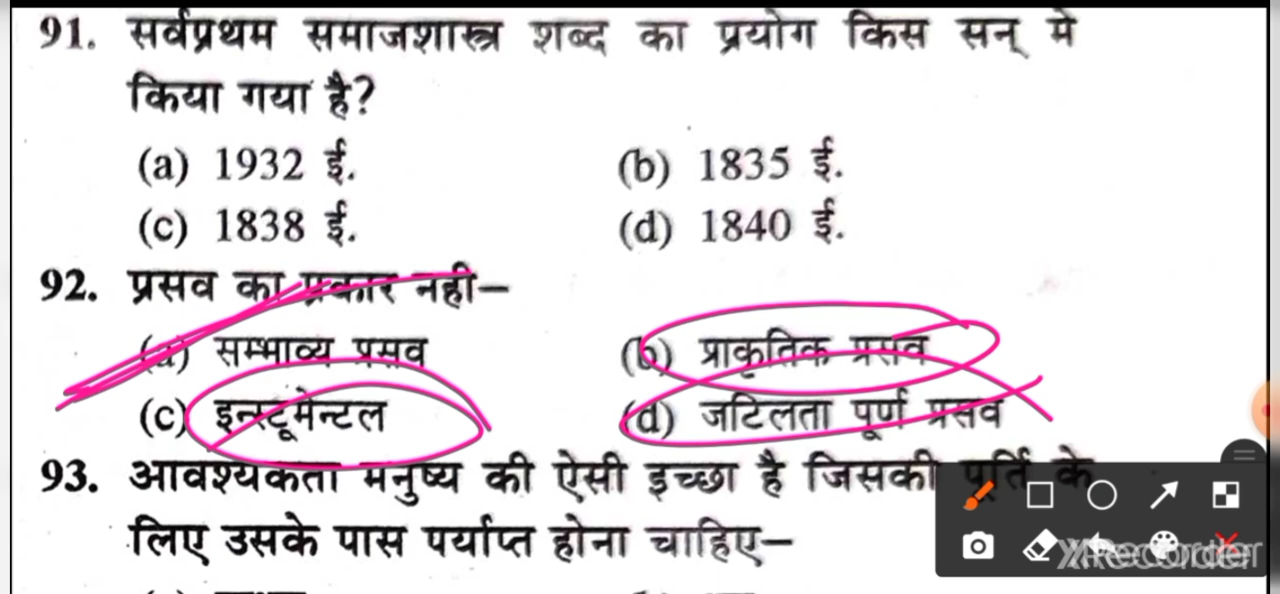 91. सर्वप्रथम समाजशास्त्र शब्द का प्रयोग किस सन् में
किया गया है?
(a) 1932 ई. (b) 1835 ई.
(c) 1838 ई. (d) 1840 ई.
92. प्रसव का प्रकार नही–
(a) सम्भाव्य प्रसव (b) प्राकृतिक प्रसव
(c) इन्स्टूमेन्टल (d) जटिलता पूर्ण प्रसव
93. आवश्यकता मनुष्य की ऐसी इच्छा है जिसकी पूर्ति के
लिए उसके पास पर्याप्त होना चाहिए–
XRecorder